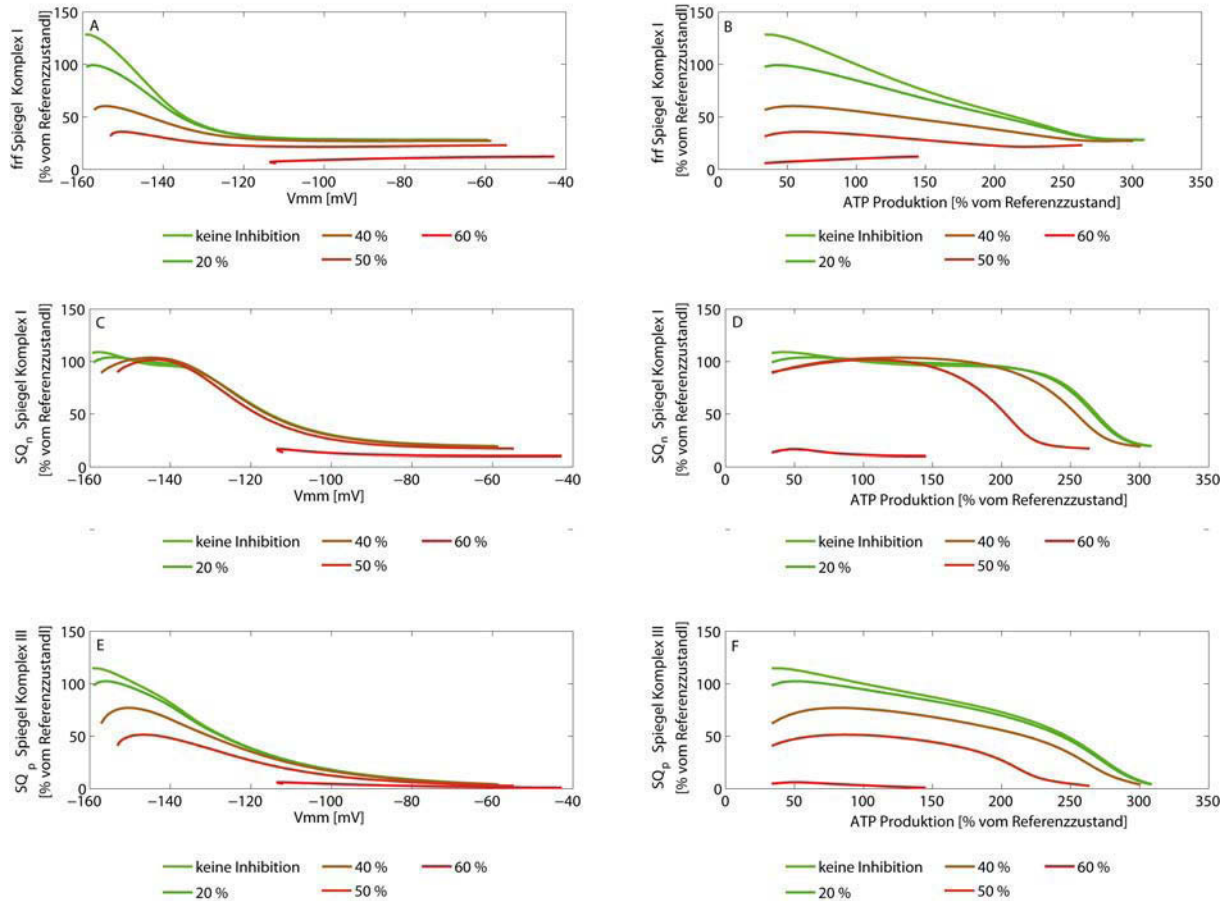 A
frf Spiegel Komplex I
[% vom Referenzzustandl]
150
100
50
0
−160 −140 −120 −100 −80 −60 −40
Vmm [mV]
keine Inhibition 40 % 60 %
20 % 50 %
B
frf Spiegel Komplex I
[% vom Referenzzustandl]
150
100
50
0
0 50 100 150 200 250 300 350
ATP Produktion [% vom Referenzzustand]
keine Inhibition 40 % 60 %
20 % 50 %
C
SQn Spiegel Komplex I
[% vom Referenzzustandl]
150
100
50
0
−160 −140 −120 −100 −80 −60 −40
Vmm [mV]
keine Inhibition 40 % 60 %
20 % 50 %
D
SQn Spiegel Komplex I
[% vom Referenzzustandl]
150
100
50
0
0 50 100 150 200 250 300 350
ATP Produktion [% vom Referenzzustand]
keine Inhibition 40 % 60 %
20 % 50 %
E
SQp Spiegel Komplex III
[% vom Referenzzustandl]
150
100
50
0
−160 −140 −120 −100 −80 −60 −40
Vmm [mV]
keine Inhibition 40 % 60 %
20 % 50 %
F
SQp Spiegel Komplex III
[% vom Referenzzustandl]
150
100
50
0
0 50 100 150 200 250 300 350
ATP Produktion [% vom Referenzzustand]
keine Inhibition 40 % 60 %
20 % 50 %